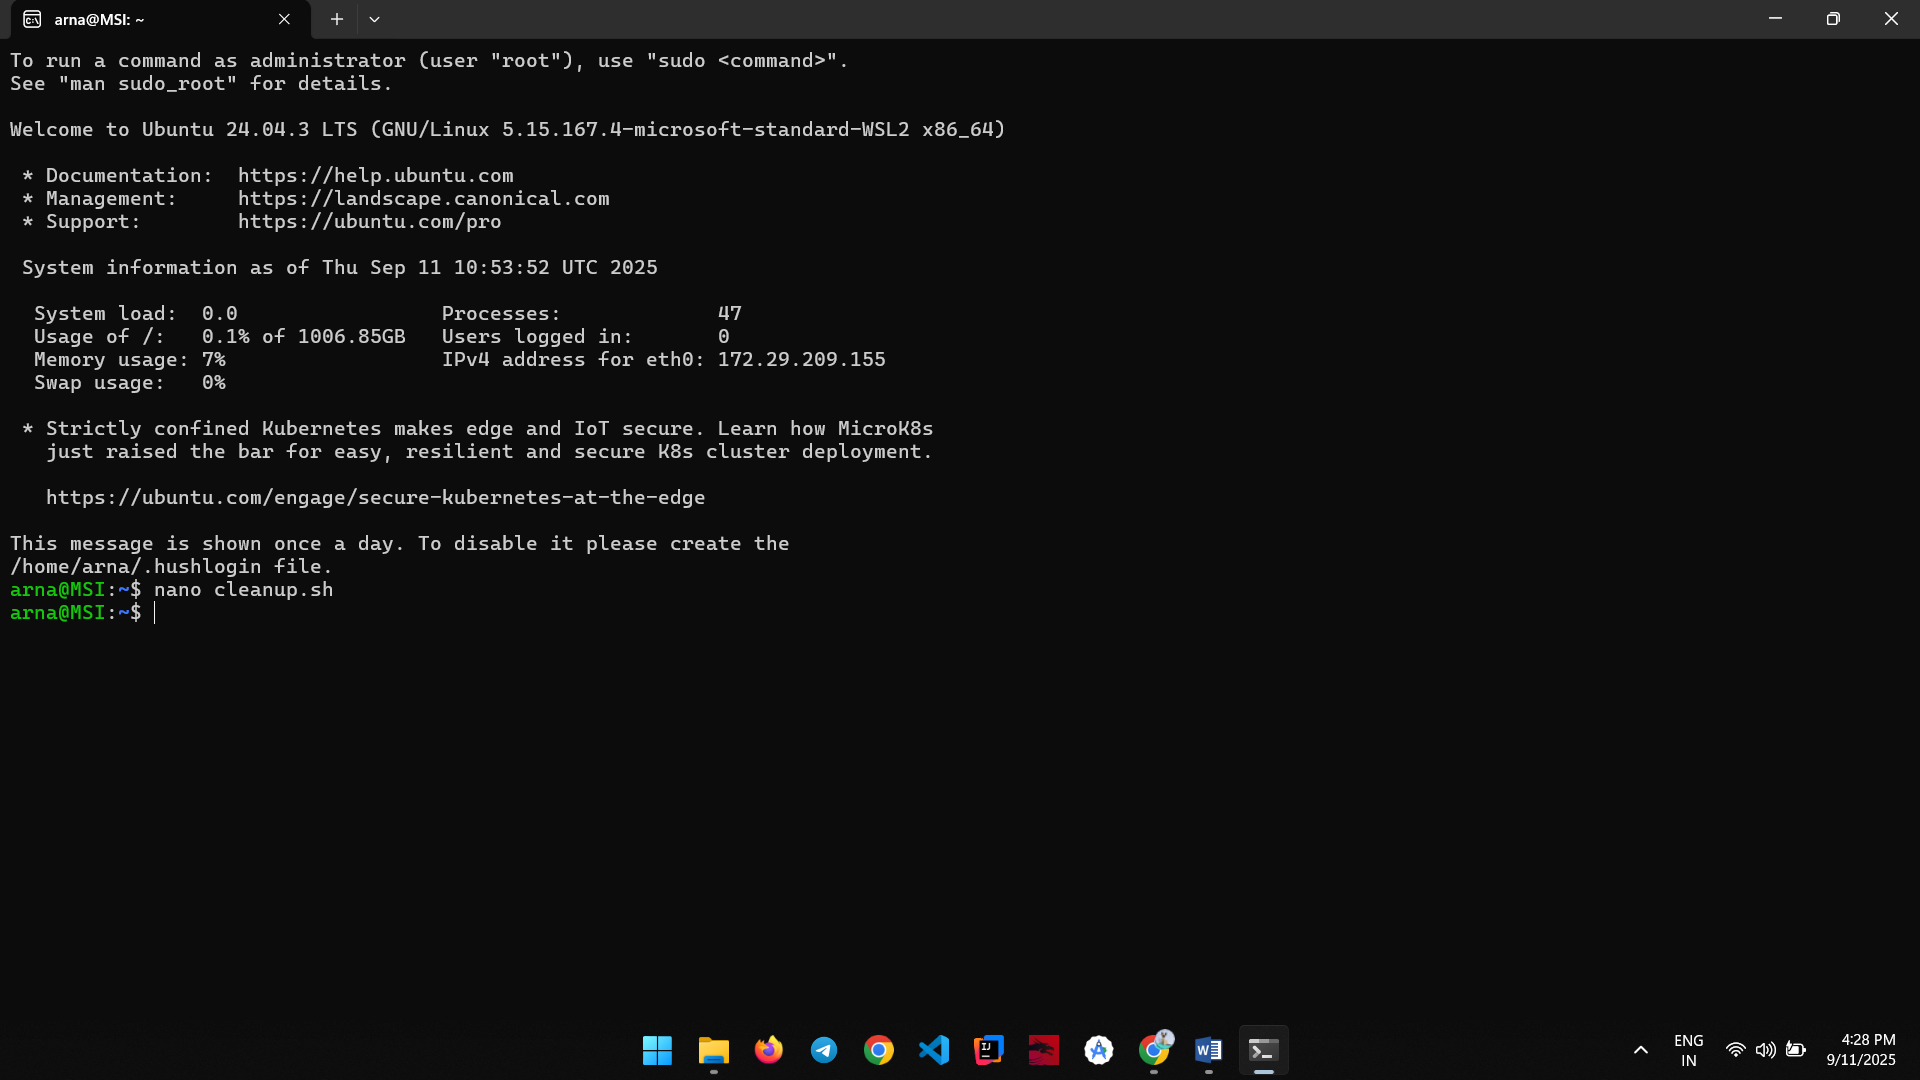 arna@MSI: ~
To run a command as administrator (user "root"), use "sudo <command>".
See "man sudo_root" for details.
Welcome to Ubuntu 24.04.3 LTS (GNU/Linux 5.15.167.4-microsoft-standard-WSL2 x86_64)
* Documentation:  https://help.ubuntu.com
* Management:     https://landscape.canonical.com
* Support:        https://ubuntu.com/pro
System information as of Thu Sep 11 10:53:52 UTC 2025
System load:  0.0                 Processes:             47
Usage of /:   0.1% of 1006.85GB   Users logged in:       0
Memory usage: 7%                  IPv4 address for eth0: 172.29.209.155
Swap usage:   0%
* Strictly confined Kubernetes makes edge and IoT secure. Learn how MicroK8s
just raised the bar for easy, resilient and secure K8s cluster deployment.
https://ubuntu.com/engage/secure-kubernetes-at-the-edge
This message is shown once a day. To disable it please create the
/home/arna/.hushlogin file.
arna@MSI:~$ nano cleanup.sh
arna@MSI:~$
ENG
IN
4:28 PM
9/11/2025